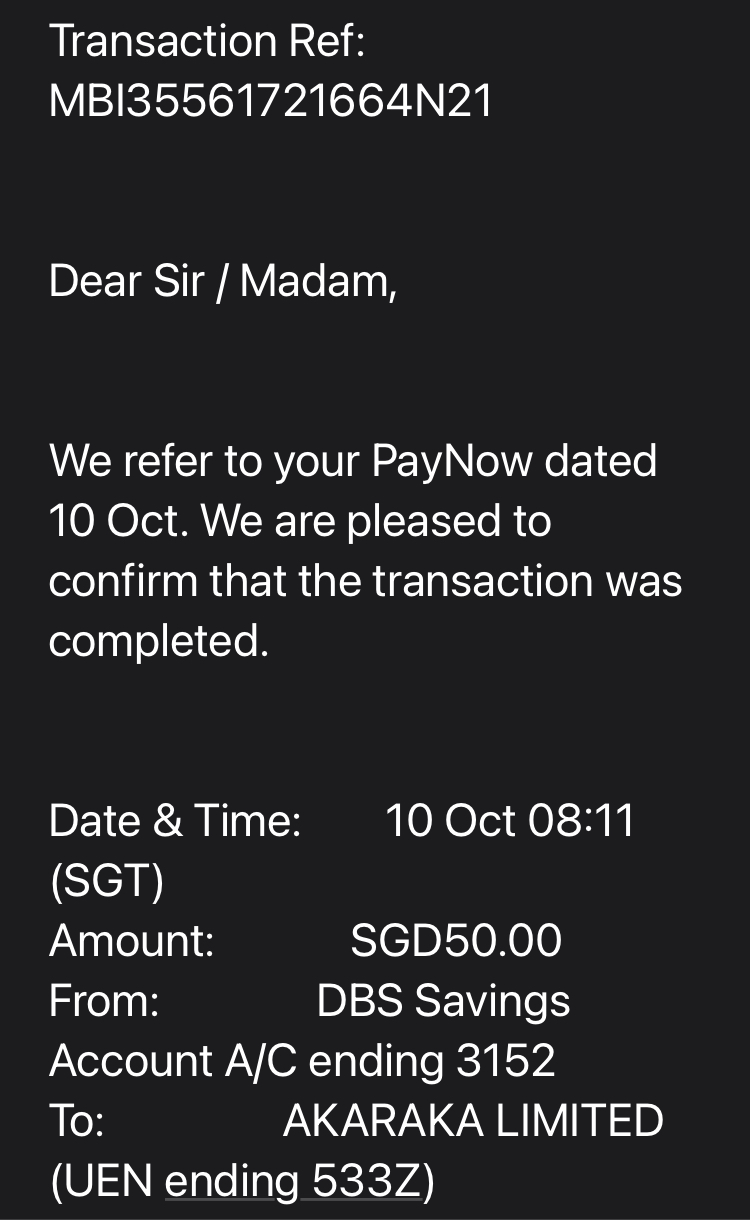 Transaction Ref:
MBI35561721664N21
Dear Sir / Madam,
We refer to your PayNow dated
10 Oct. We are pleased to
confirm that the transaction was
completed.
Date & Time: 10 Oct 08:11
(SGT)
Amount: SGD50.00
From: DBS Savings
Account A/C ending 3152
To: AKARAKA LIMITED
(UEN ending 533Z)